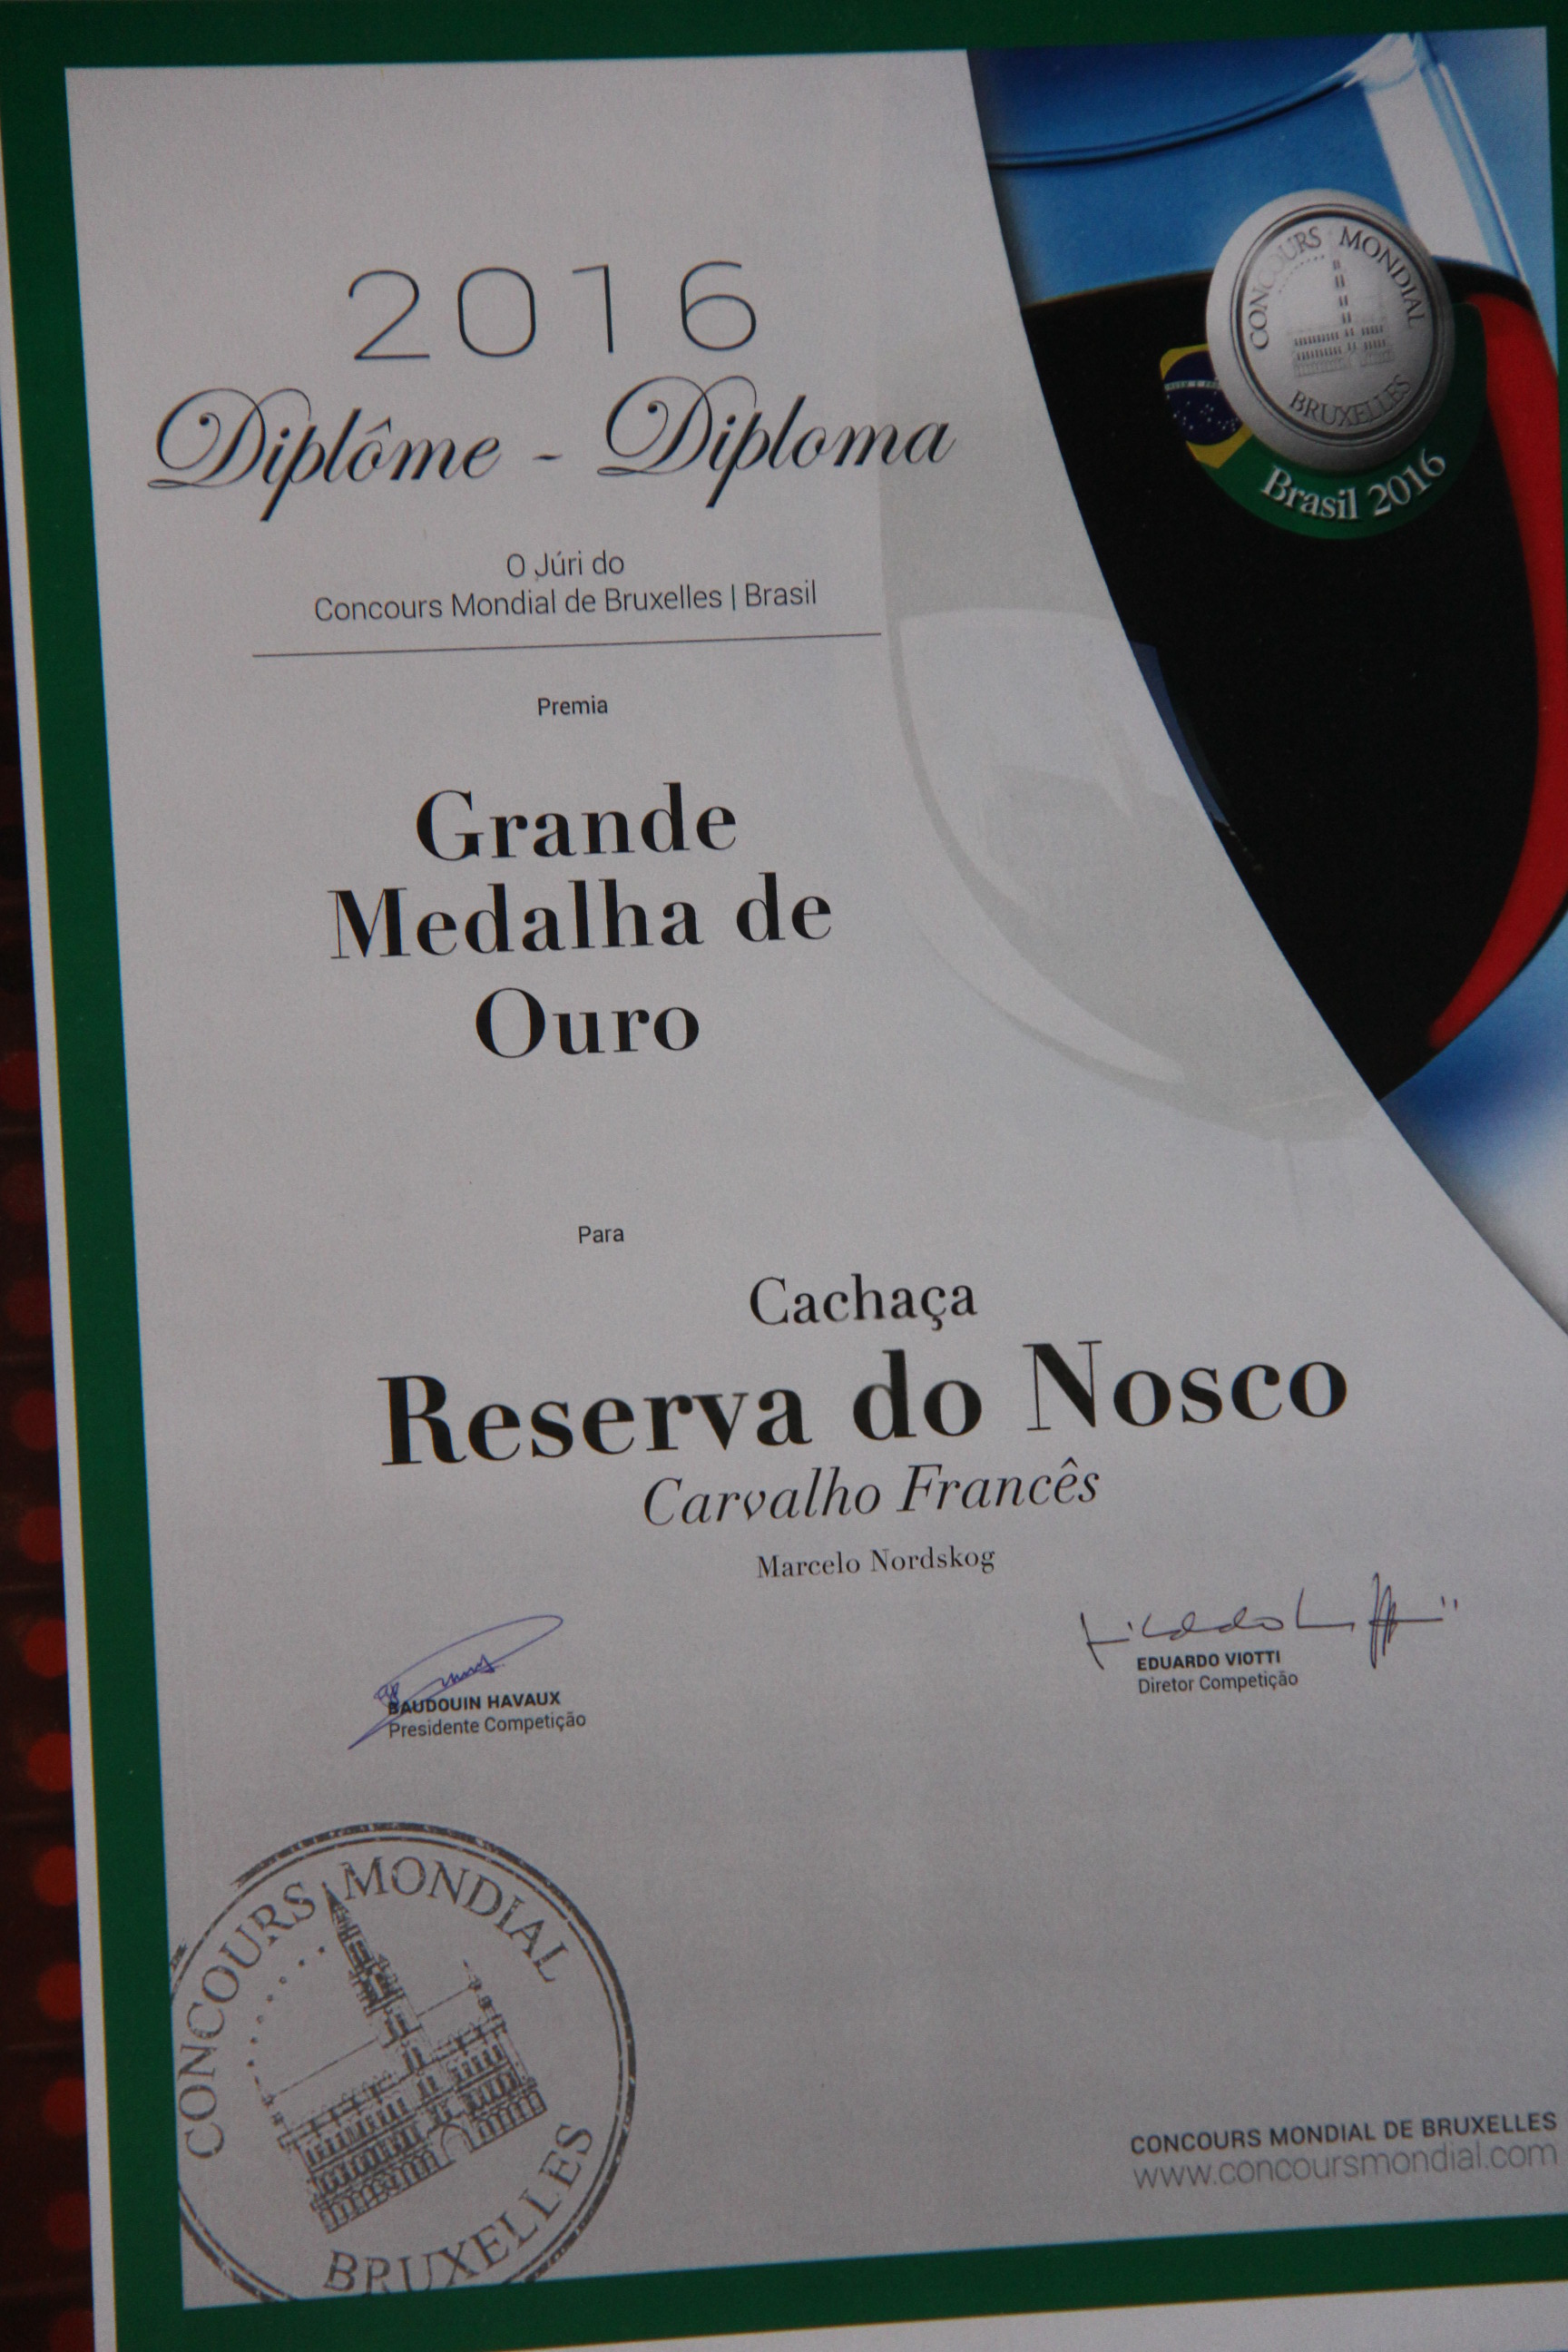 2016
Diplôme - Diploma
O Júri do
Concours Mondial de Bruxelles | Brasil
Premia
Grande
Medalha de
Ouro
Para
Cachaça
Reserva do Nosco
Carvalho Francês
Marcelo Nordskog
BAUDOUIN HAVAUX
Presidente Competição
EDUARDO VIOTTI
Diretor Competição
CONCOURS MONDIAL
BRUXELLES
Brasil 2016
CONCOURS MONDIAL
BRUXELLES
CONCOURS MONDIAL DE BRUXELLES
www.concoursmondial.com